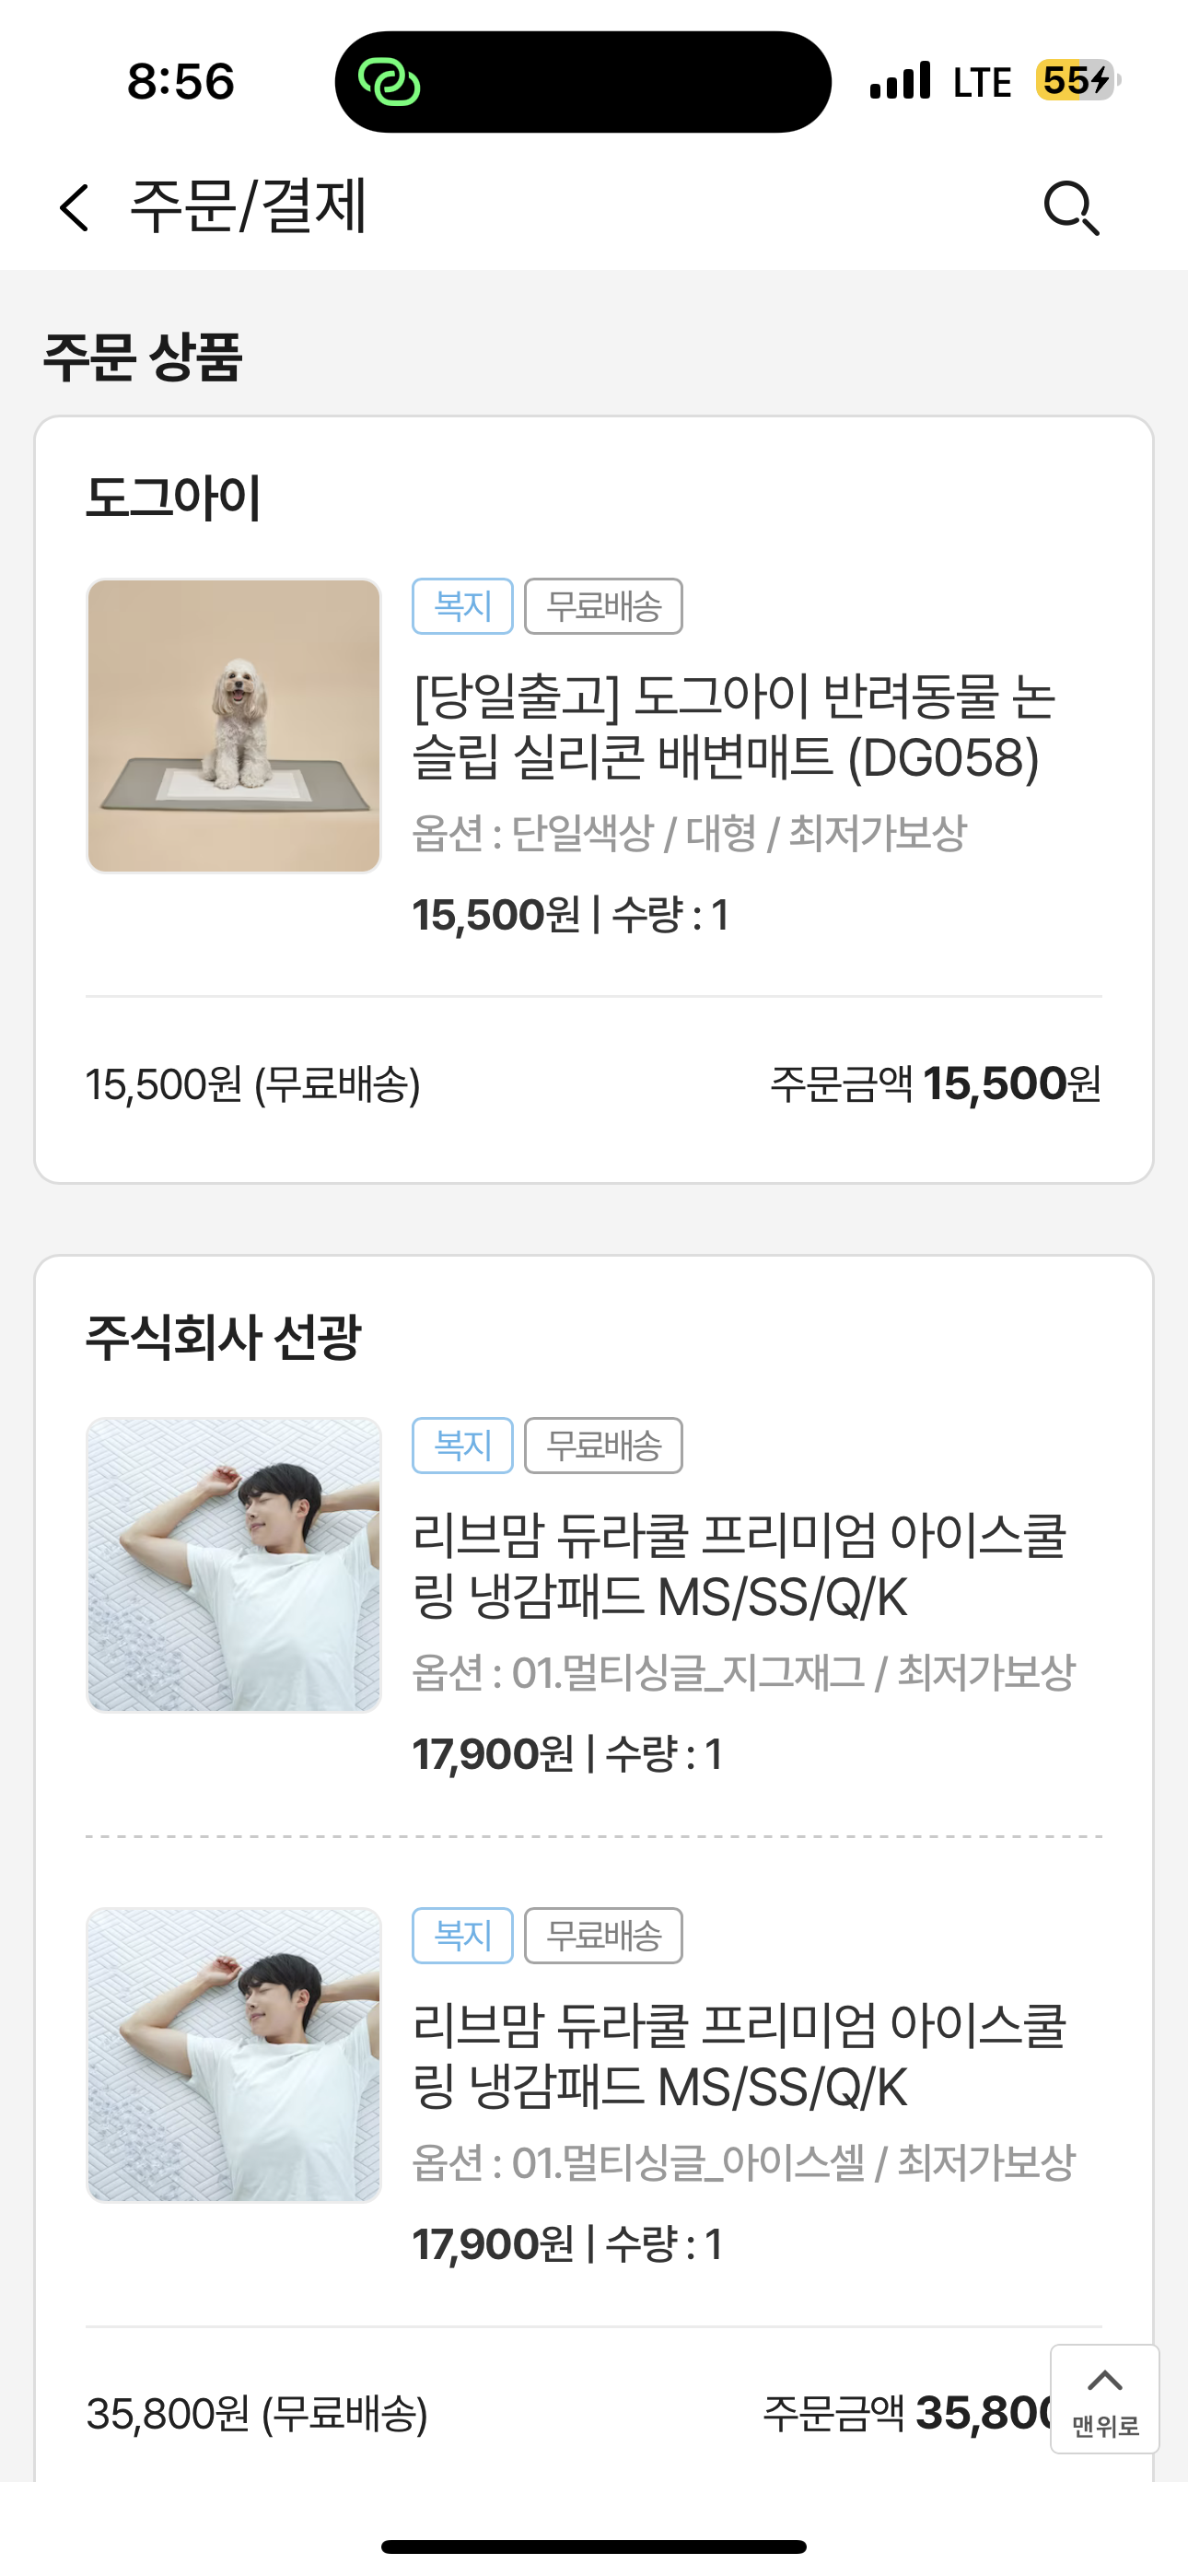 8:56
LTE 55
주문/결제
주문 상품
도그아이
복지 무료배송
[당일출고] 도그아이 반려동물 논
슬립 실리콘 배변매트 (DG058)
옵션 : 단일색상 / 대형 / 최저가보상
15,500원 | 수량 : 1
15,500원 (무료배송) 주문금액 15,500원
주식회사 선광
복지 무료배송
리브맘 듀라쿨 프리미엄 아이스쿨
링 냉감패드 MS/SS/Q/K
옵션 : 01.멀티싱글_지그재그 / 최저가보상
17,900원 | 수량 : 1
복지 무료배송
리브맘 듀라쿨 프리미엄 아이스쿨
링 냉감패드 MS/SS/Q/K
옵션 : 01.멀티싱글_아이스셀 / 최저가보상
17,900원 | 수량 : 1
35,800원 (무료배송) 주문금액 35,800
맨위로